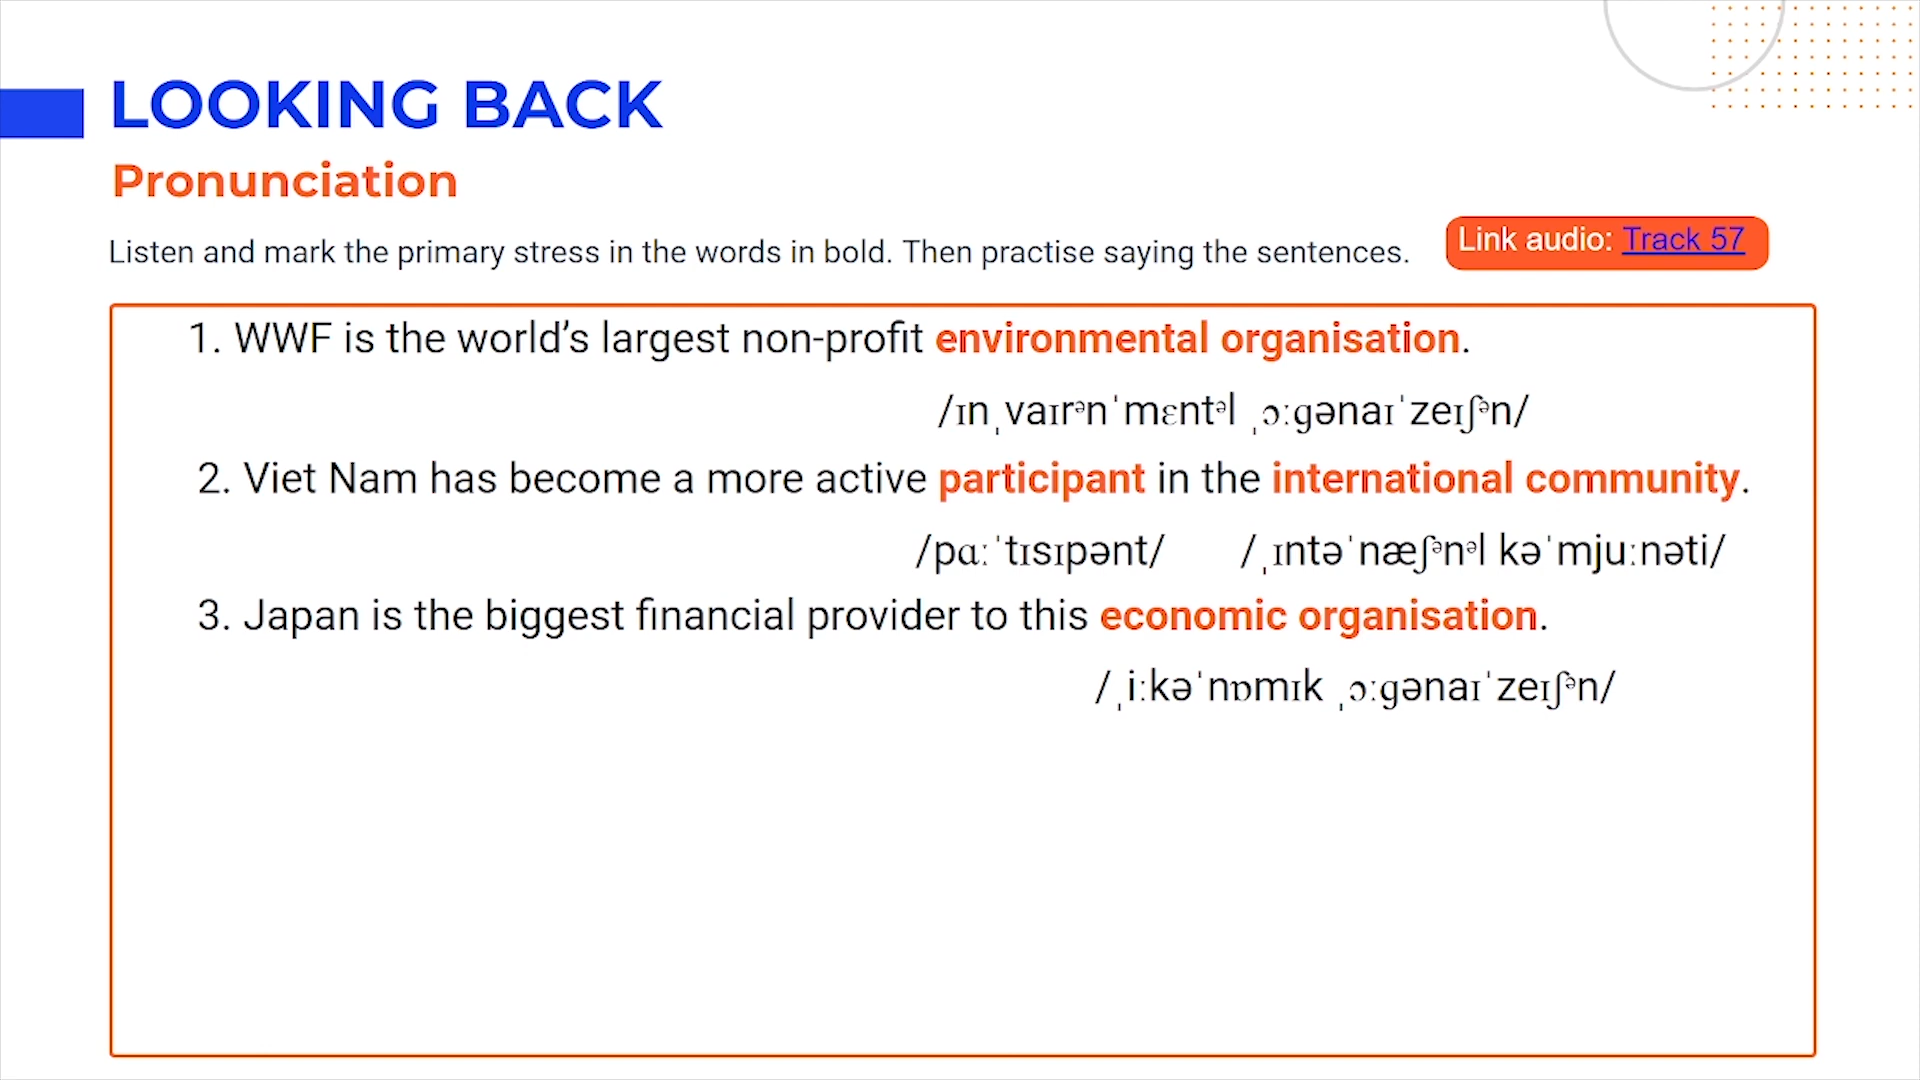 LOOKING BACK
Pronunciation
Listen and mark the primary stress in the words in bold. Then practise saying the sentences.
Link audio: Track 57
1. WWF is the world’s largest non-profit environmental organisation.
/ɪnˌvaɪrᵊnˈmɛntᵊl ˌɔːgənaɪˈzeɪʃᵊn/
2. Viet Nam has become a more active participant in the international community.
/pɑːˈtɪsɪpənt/ /ˌɪntəˈnæʃᵊnᵊl kəˈmjuːnəti/
3. Japan is the biggest financial provider to this economic organisation.
/ˌiːkəˈnɒmɪk ˌɔːgənaɪˈzeɪʃᵊn/